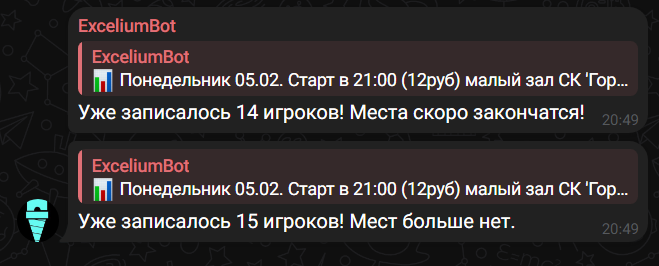 ExceliumBot
ExceliumBot
📊 Понедельник 05.02. Старт в 21:00 (12руб) малый зал СК 'Гор...
Уже записалось 14 игроков! Места скоро закончатся!
20:49
ExceliumBot
📊 Понедельник 05.02. Старт в 21:00 (12руб) малый зал СК 'Гор...
Уже записалось 15 игроков! Мест больше нет.
20:49